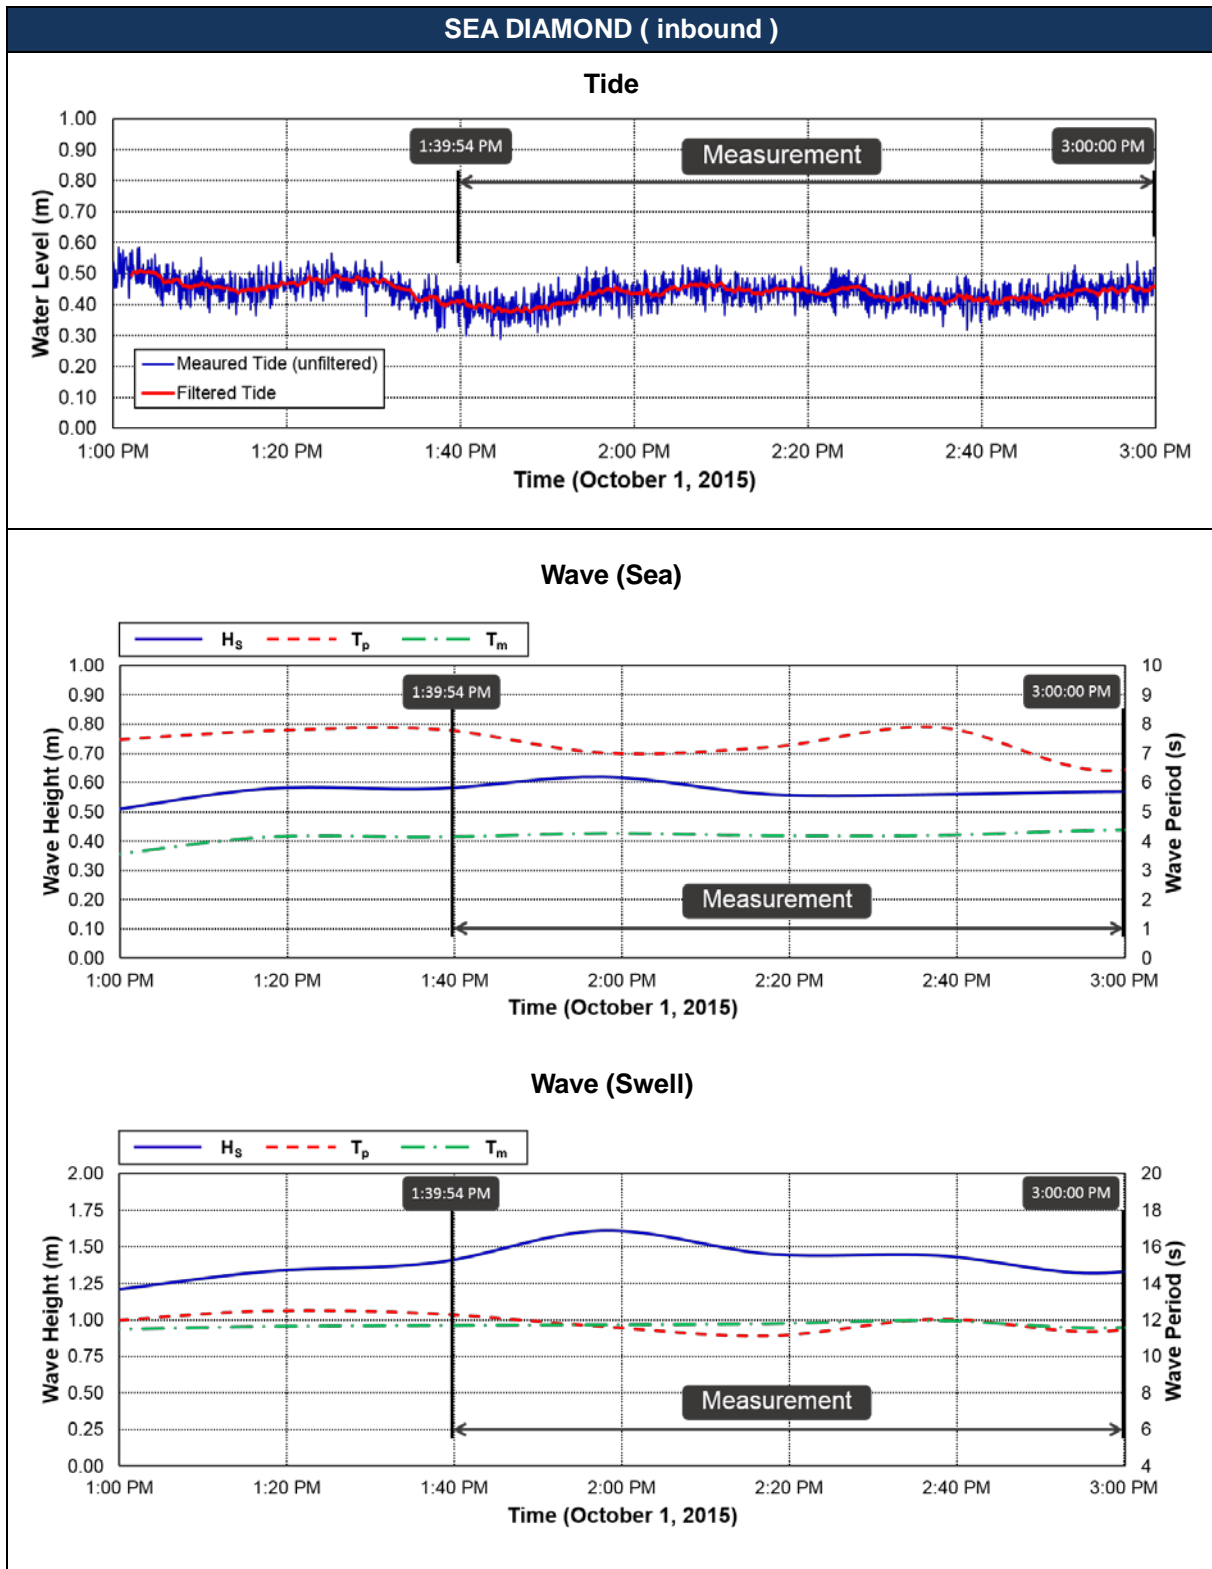 SEA DIAMOND ( inbound )
Tide
1.00
0.90
0.80
0.70
0.60
0.50
0.40
0.30
0.20
0.10
0.00
Water Level (m)
1:39:54 PM
Measurement
3:00:00 PM
Meaured Tide (unfiltered)
Filtered Tide
1:00 PM 1:20 PM 1:40 PM 2:00 PM 2:20 PM 2:40 PM 3:00 PM
Time (October 1, 2015)
Wave (Sea)
Hs Tp Tm
1.00
0.90
0.80
0.70
0.60
0.50
0.40
0.30
0.20
0.10
0.00
Wave Height (m)
1:39:54 PM
3:00:00 PM
Measurement
10
9
8
7
6
5
4
3
2
1
0
Wave Period (s)
1:00 PM 1:20 PM 1:40 PM 2:00 PM 2:20 PM 2:40 PM 3:00 PM
Time (October 1, 2015)
Wave (Swell)
Hs Tp Tm
2.00
1.75
1.50
1.25
1.00
0.75
0.50
0.25
0.00
Wave Height (m)
1:39:54 PM
3:00:00 PM
Measurement
20
18
16
14
12
10
8
6
4
Wave Period (s)
1:00 PM 1:20 PM 1:40 PM 2:00 PM 2:20 PM 2:40 PM 3:00 PM
Time (October 1, 2015)